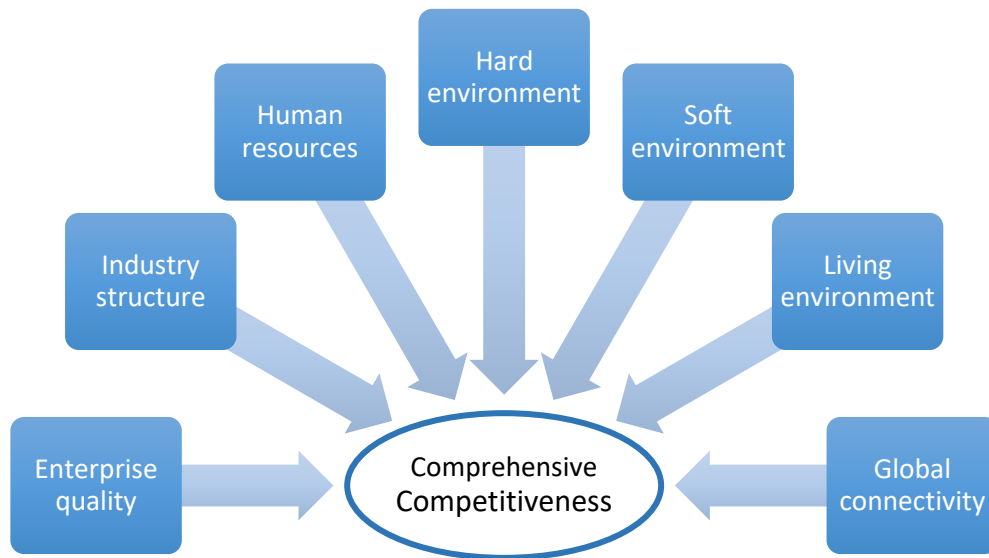 Hard
environment
Human
resources
Soft
environment
Industry
structure
Living
environment
Enterprise
quality
Comprehensive
Competitiveness
Global
connectivity